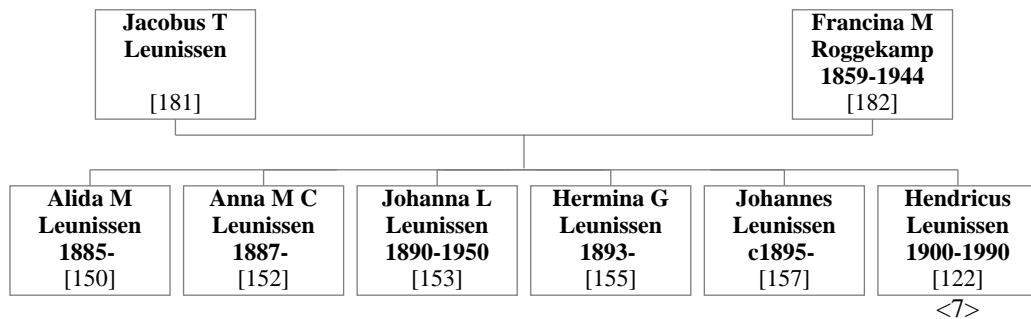 Jacobus T
Leunissen
[181]
Francina M
Roggekamp
1859-1944
[182]
Alida M
Leunissen
1885-
[150]
Anna M C
Leunissen
1887-
[152]
Johanna L
Leunissen
1890-1950
[153]
Hermina G
Leunissen
1893-
[155]
Johannes
Leunissen
c1895-
[157]
Hendricus
Leunissen
1900-1990
[122]
<7>